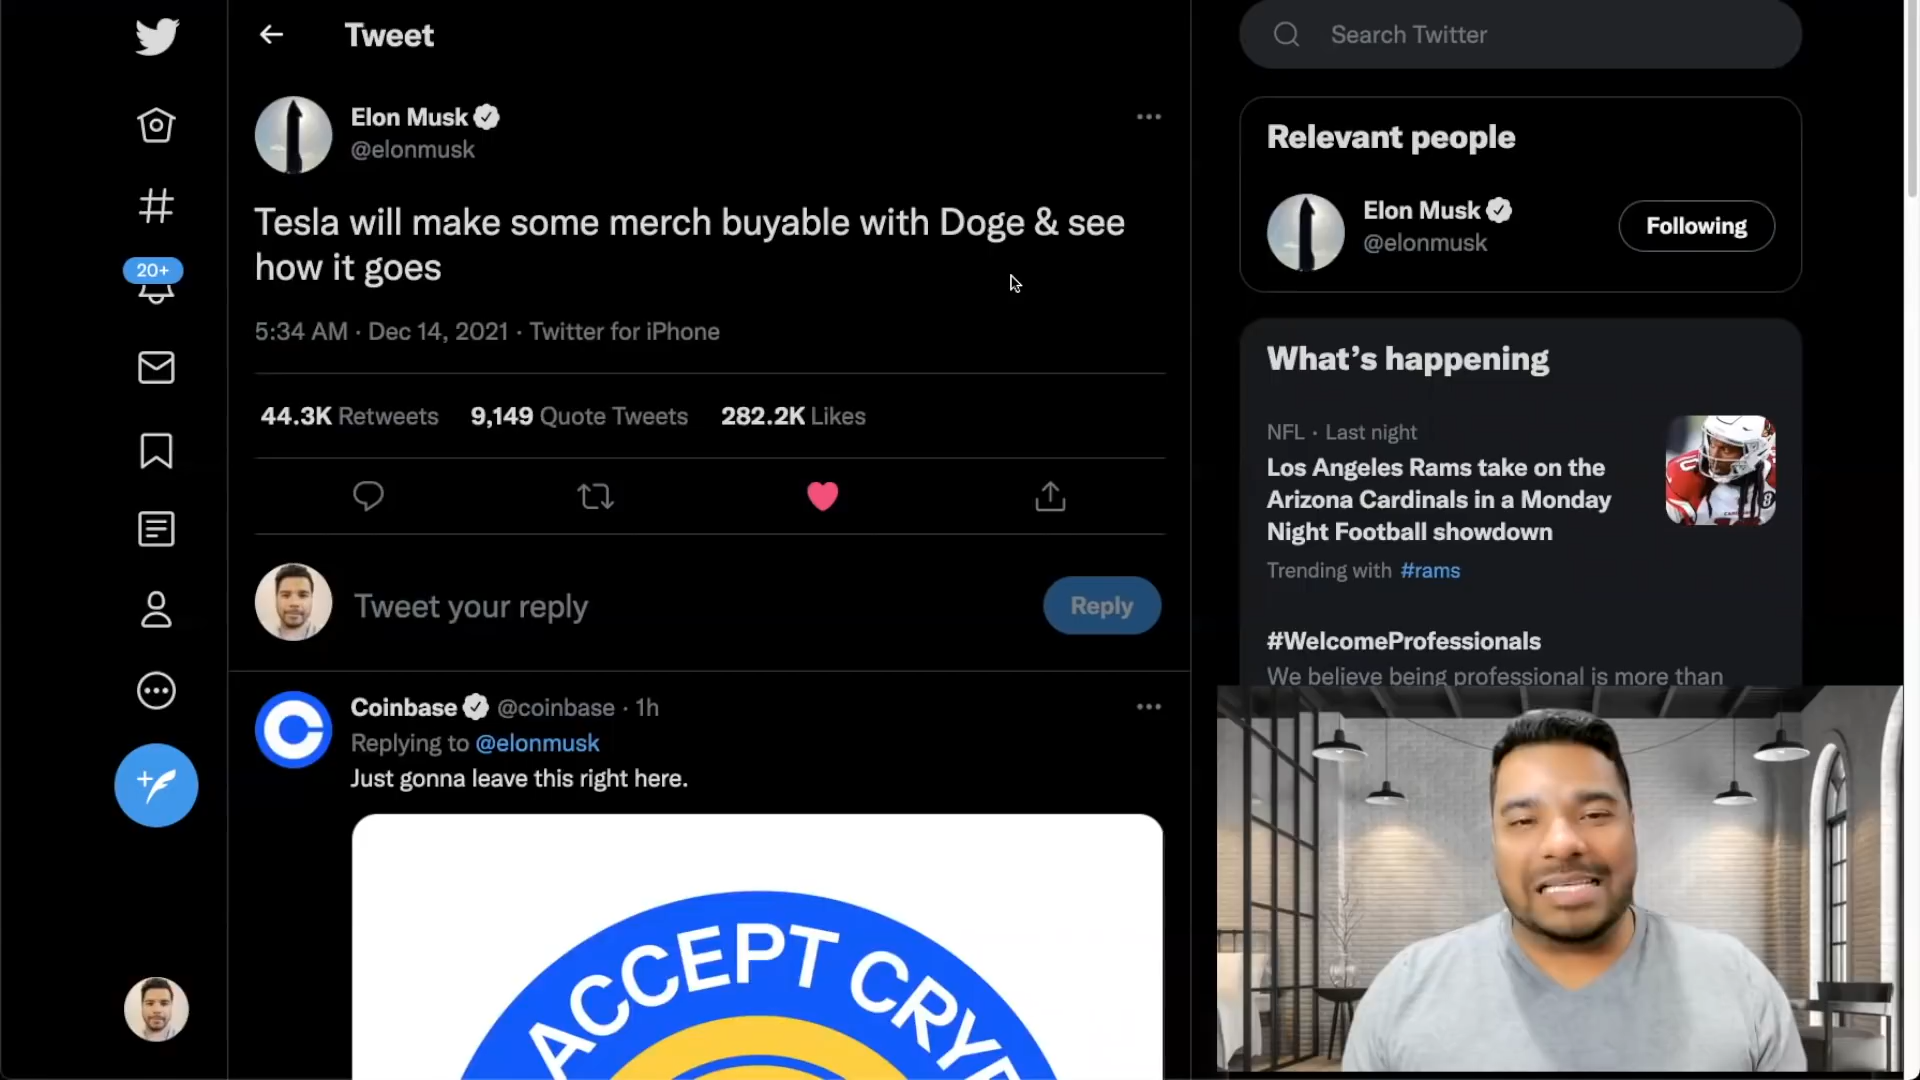 Tweet
Elon Musk
@elonmusk
Tesla will make some merch buyable with Doge & see
how it goes
5:34 AM · Dec 14, 2021 · Twitter for iPhone
44.3K Retweets 9,149 Quote Tweets 282.2K Likes
Tweet your reply
Reply
Coinbase @coinbase · 1h
Replying to @elonmusk
Just gonna leave this right here.
ACCEPT CRY
20+
Search Twitter
Relevant people
Elon Musk
@elonmusk
Following
What's happening
NFL · Last night
Los Angeles Rams take on the
Arizona Cardinals in a Monday
Night Football showdown
Trending with #rams
#WelcomeProfessionals
We believe being professional is more than